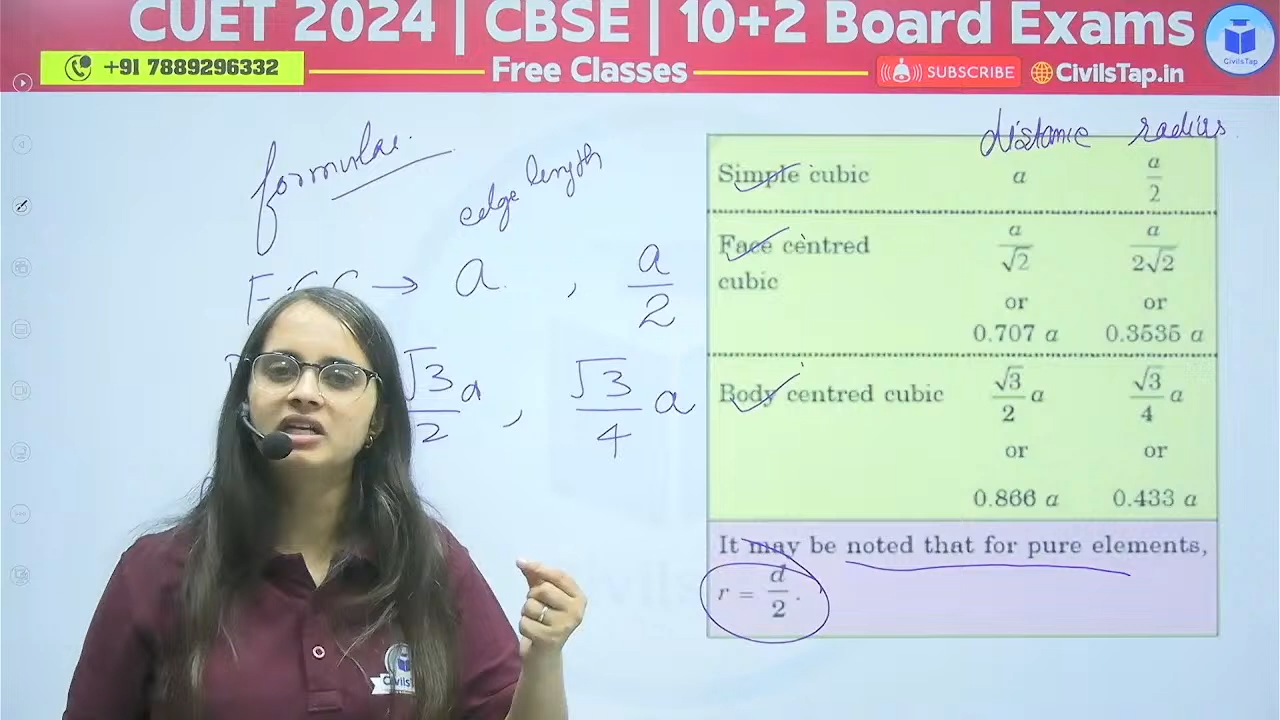 CUET 2024 | CBSE | 10+2 Board Exams
+91 7889296332
Free Classes
SUBSCRIBE
CivilsTap.in
CivilsTap
formulae.
edge length
FCC → a. , a/2
√3/2 a , √3/4 a
distance radius.
Simple cubic a a/2
Face centred cubic a/√2 a/2√2
or or
0.707 a 0.3535 a
Body centred cubic √3/2 a √3/4 a
or or
0.866 a 0.433 a
It may be noted that for pure elements,
r = d/2.